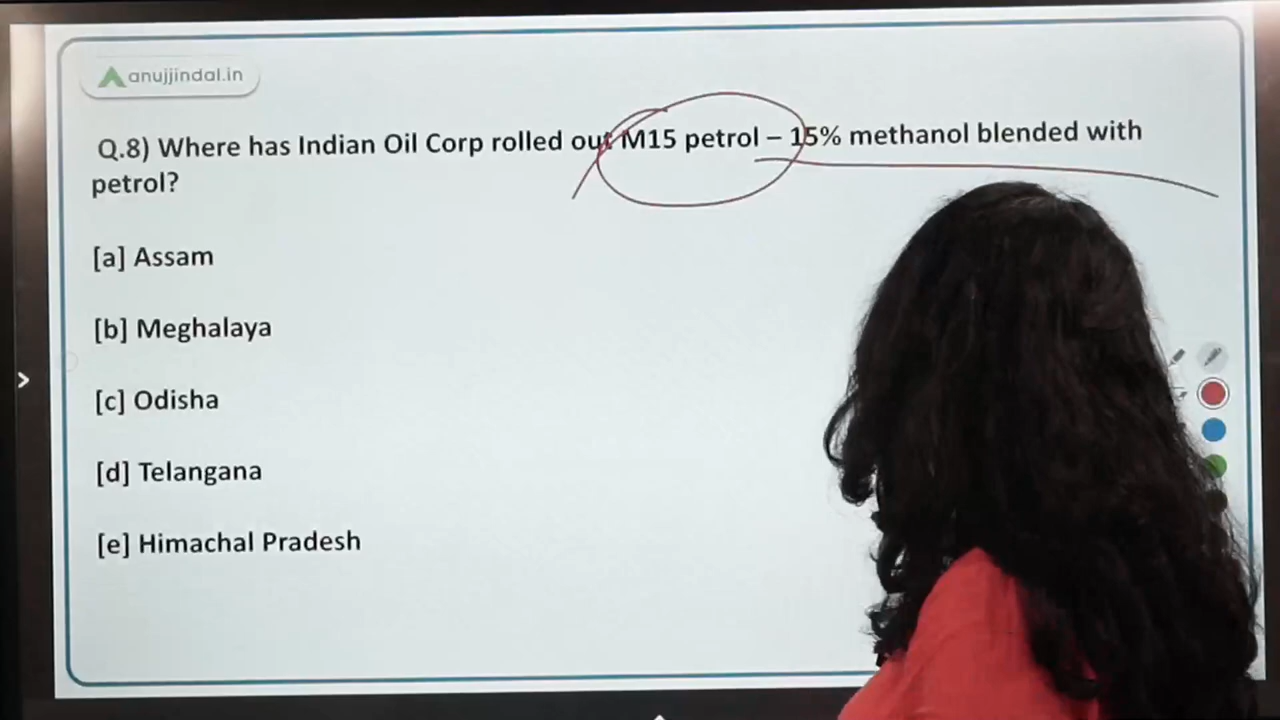 anujjindal.in
Q.8) Where has Indian Oil Corp rolled out M15 petrol – 15% methanol blended with
petrol?
[a] Assam
[b] Meghalaya
[c] Odisha
[d] Telangana
[e] Himachal Pradesh